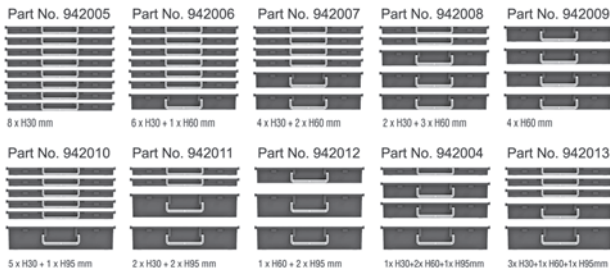 Part No. 942005
Part No. 942006
Part No. 942007
Part No. 942008
Part No. 942009
8 x H30 mm
6 x H30 + 1 x H60 mm
4 x H30 + 2 x H60 mm
2 x H30 + 3 x H60 mm
4 x H60 mm
Part No. 942010
Part No. 942011
Part No. 942012
Part No. 942004
Part No. 942013
5 x H30 + 1 x H95 mm
2 x H30 + 2 x H95 mm
1 x H60 + 2 x H95 mm
1x H30+2x H60+1x H95mm
3x H30+1x H60+1x H95mm